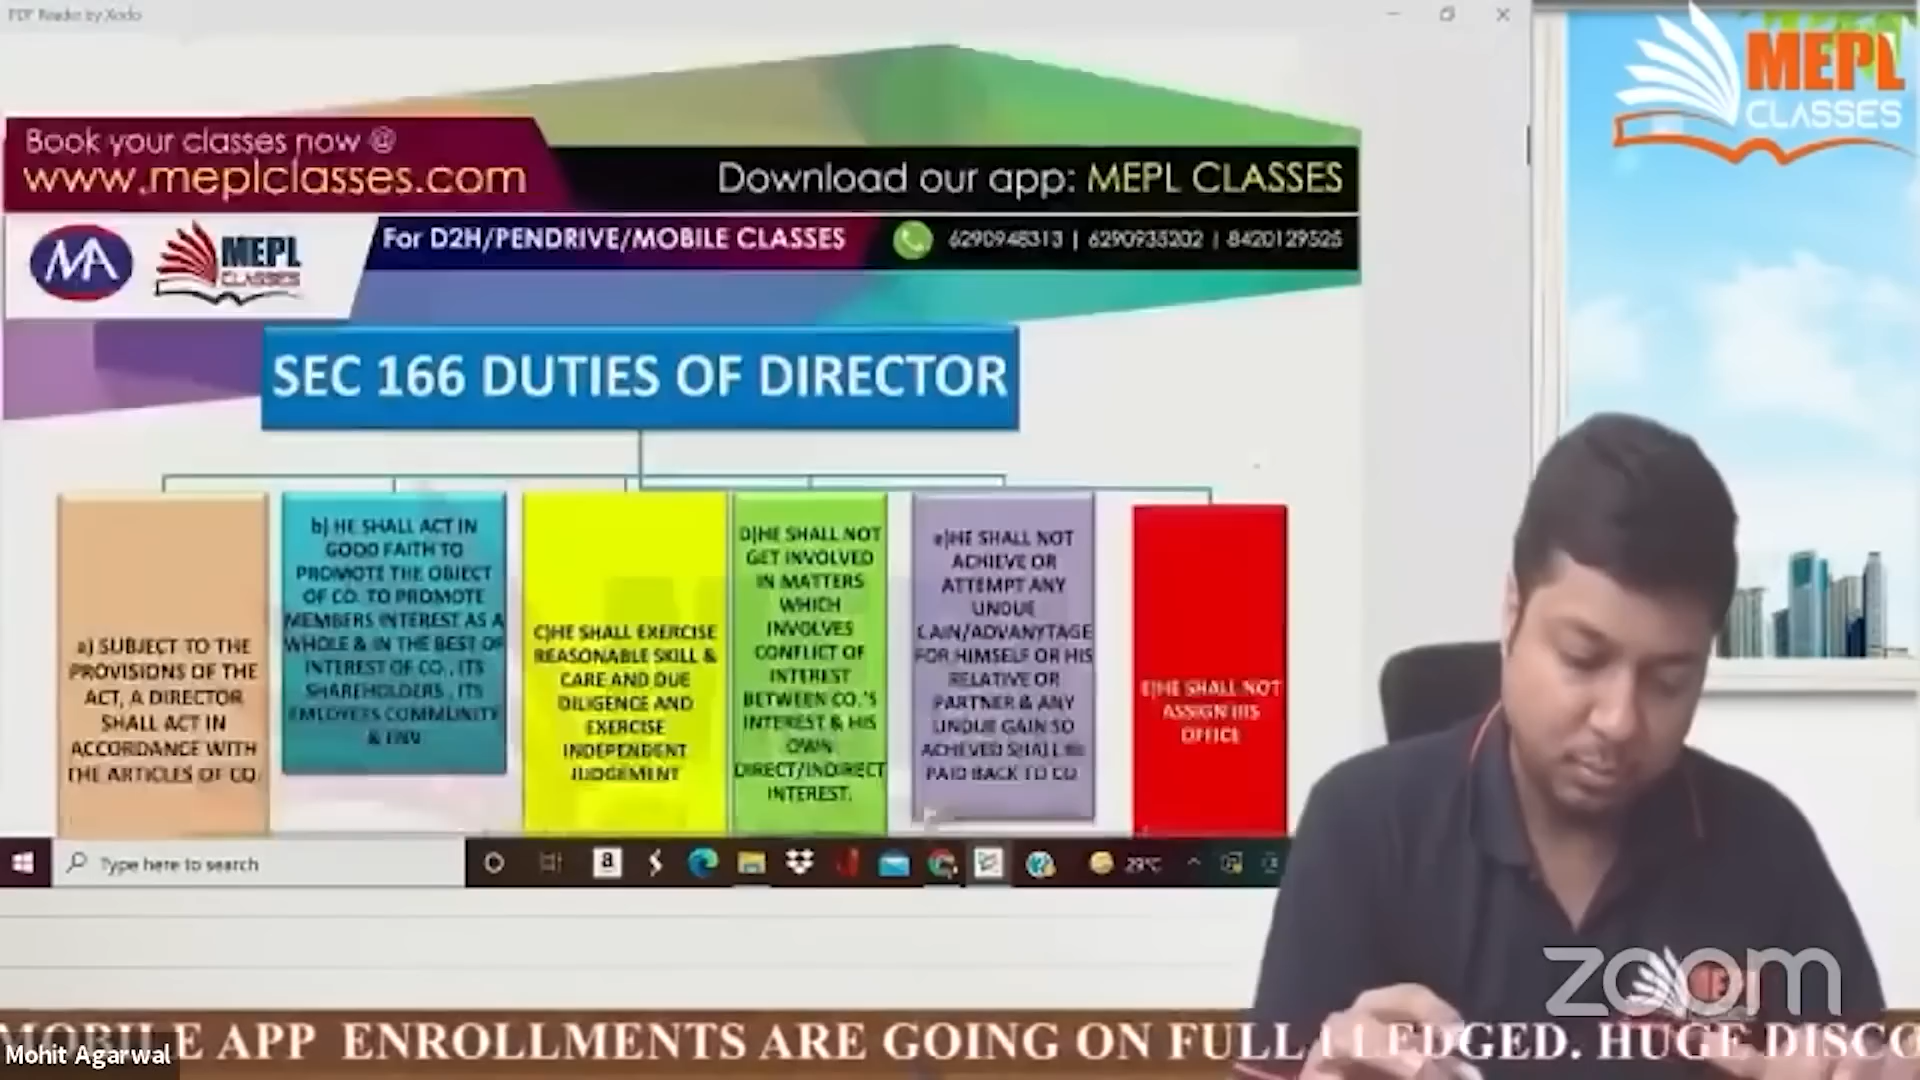 PDF Reader by Xodo
MEPL
CLASSES
Book your classes now @
www.meplclasses.com
Download our app: MEPL CLASSES
MA
MEPL
CLASSES
For D2H/PENDRIVE/MOBILE CLASSES
6290948313 | 6290935202 | 8420129525
SEC 166 DUTIES OF DIRECTOR
a) SUBJECT TO THE
PROVISIONS OF THE
ACT, A DIRECTOR
SHALL ACT IN
ACCORDANCE WITH
THE ARTICLES OF CO.
b) HE SHALL ACT IN
GOOD FAITH TO
PROMOTE THE OBJECT
OF CO. TO PROMOTE
MEMBERS INTEREST AS A
WHOLE & IN THE BEST OF
INTEREST OF CO., ITS
SHAREHOLDERS, ITS
COMMUNITY
& ENV
C)HE SHALL EXERCISE
REASONABLE SKILL &
CARE AND DUE
DILIGENCE AND
EXERCISE
INDEPENDENT
JUDGEMENT
D)HE SHALL NOT
GET INVOLVED
IN MATTERS
WHICH
INVOLVES
CONFLICT OF
INTEREST
BETWEEN CO.'S
INTEREST & HIS
OWN
DIRECT/INDIRECT
INTEREST.
e)HE SHALL NOT
ACHIEVE OR
ATTEMPT ANY
UNDUE
GAIN/ADVANYTAGE
FOR HIMSELF OR HIS
RELATIVE OR
PARTNER & ANY
UNDUE GAIN SO
ACHEVED SHALL BE
PAID BACK TO CO.
HE SHALL NOT
ASSIGN HIS
OFFICE
Type here to search
29°C
zoom
MOBILE APP ENROLLMENTS ARE GOING ON FULL FLEDGED. HUGE DISCO
Mohit Agarwal